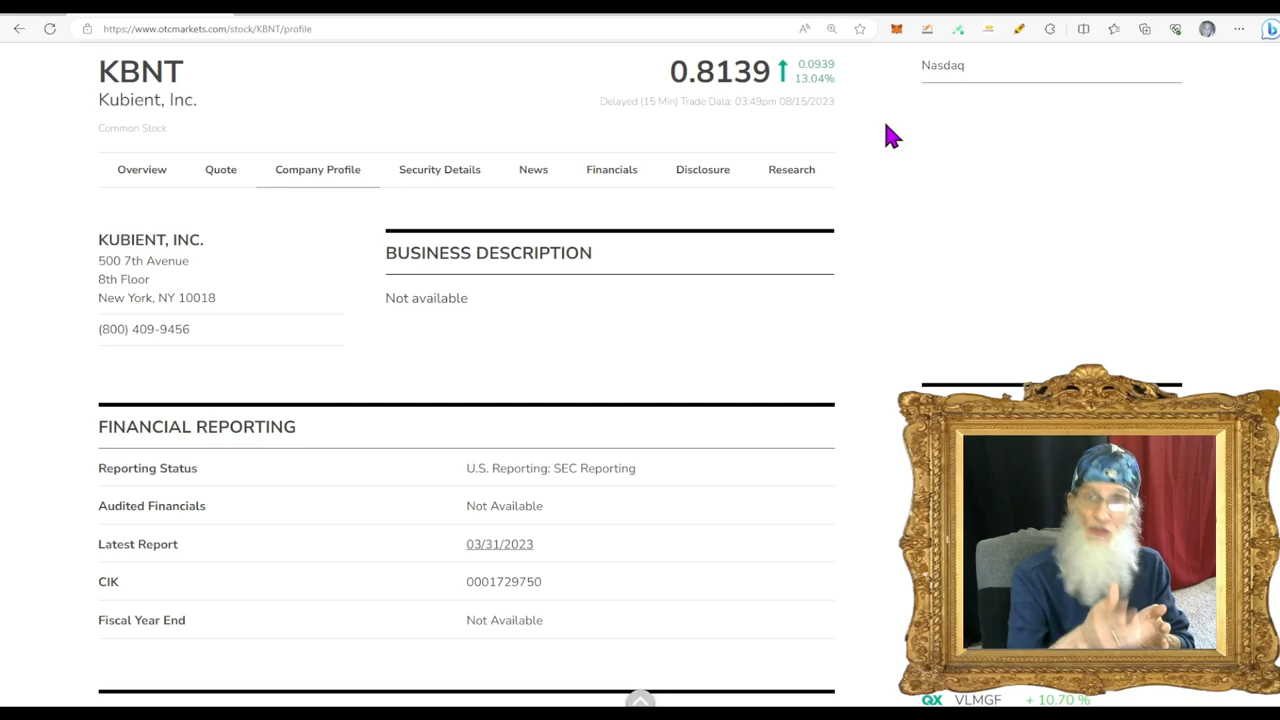 https://www.otcmarkets.com/stock/KBNT/profile
KBNT
0.8139
0.0939
13.04%
Kubient, Inc.
Delayed (15 Min) Trade Data: 03:49pm 08/15/2023
Common Stock
Nasdaq
Overview Quote Company Profile Security Details News Financials Disclosure Research
KUBIENT, INC.
500 7th Avenue
8th Floor
New York, NY 10018
(800) 409-9456
BUSINESS DESCRIPTION
Not available
FINANCIAL REPORTING
Reporting Status U.S. Reporting: SEC Reporting
Audited Financials Not Available
Latest Report 03/31/2023
CIK 0001729750
Fiscal Year End Not Available
QX VLMGF + 10.70 %